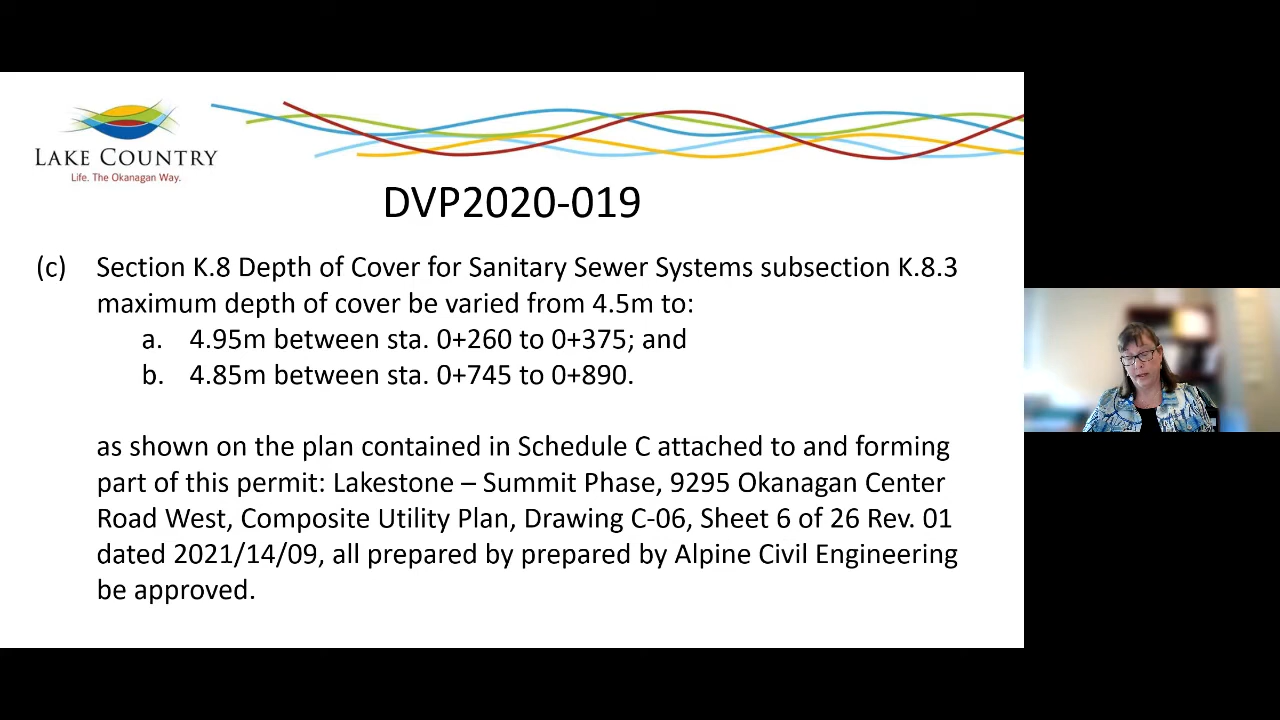 LAKE COUNTRY
Life. The Okanagan Way.
DVP2020-019
(c) Section K.8 Depth of Cover for Sanitary Sewer Systems subsection K.8.3
maximum depth of cover be varied from 4.5m to:
a. 4.95m between sta. 0+260 to 0+375; and
b. 4.85m between sta. 0+745 to 0+890.
as shown on the plan contained in Schedule C attached to and forming
part of this permit: Lakestone – Summit Phase, 9295 Okanagan Center
Road West, Composite Utility Plan, Drawing C-06, Sheet 6 of 26 Rev. 01
dated 2021/14/09, all prepared by prepared by Alpine Civil Engineering
be approved.